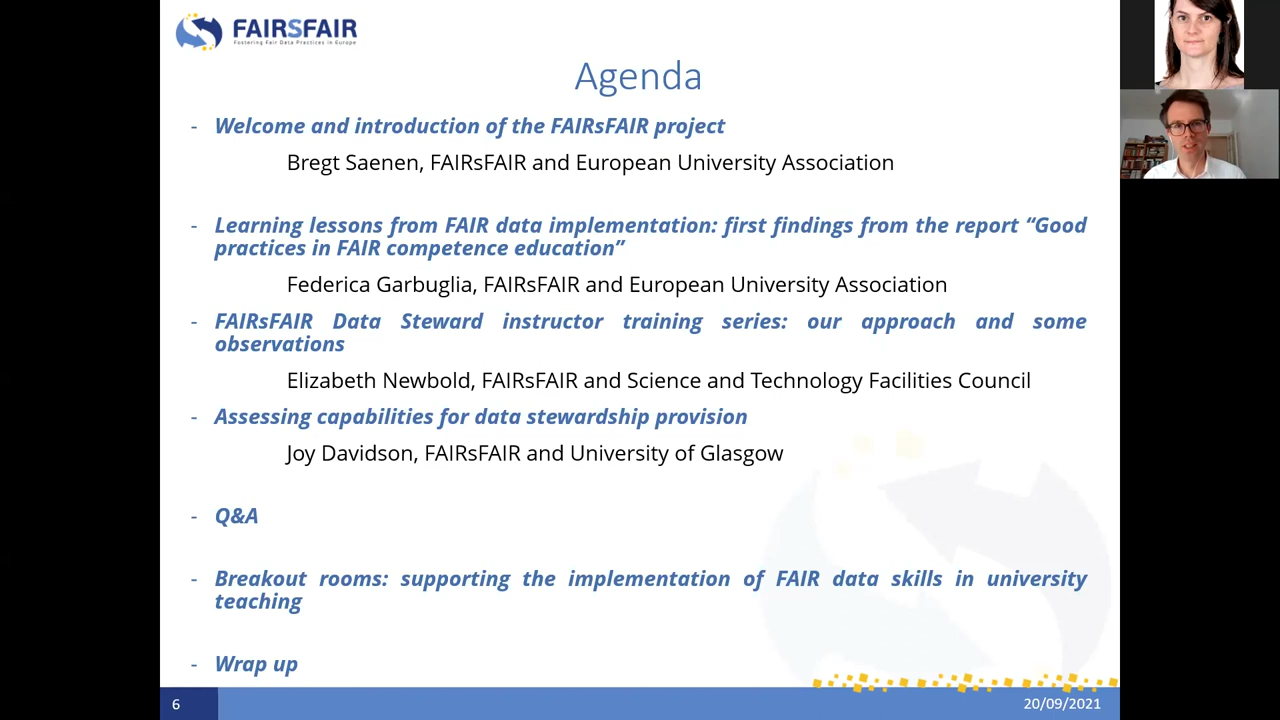 FAIRSFAIR
Fostering Fair Data Practices in Europe
Agenda
- Welcome and introduction of the FAIRsFAIR project
Bregt Saenen, FAIRsFAIR and European University Association
- Learning lessons from FAIR data implementation: first findings from the report “Good
practices in FAIR competence education”
Federica Garbuglia, FAIRsFAIR and European University Association
- FAIRsFAIR Data Steward instructor training series: our approach and some
observations
Elizabeth Newbold, FAIRsFAIR and Science and Technology Facilities Council
- Assessing capabilities for data stewardship provision
Joy Davidson, FAIRsFAIR and University of Glasgow
- Q&A
- Breakout rooms: supporting the implementation of FAIR data skills in university
teaching
- Wrap up
6
20/09/2021